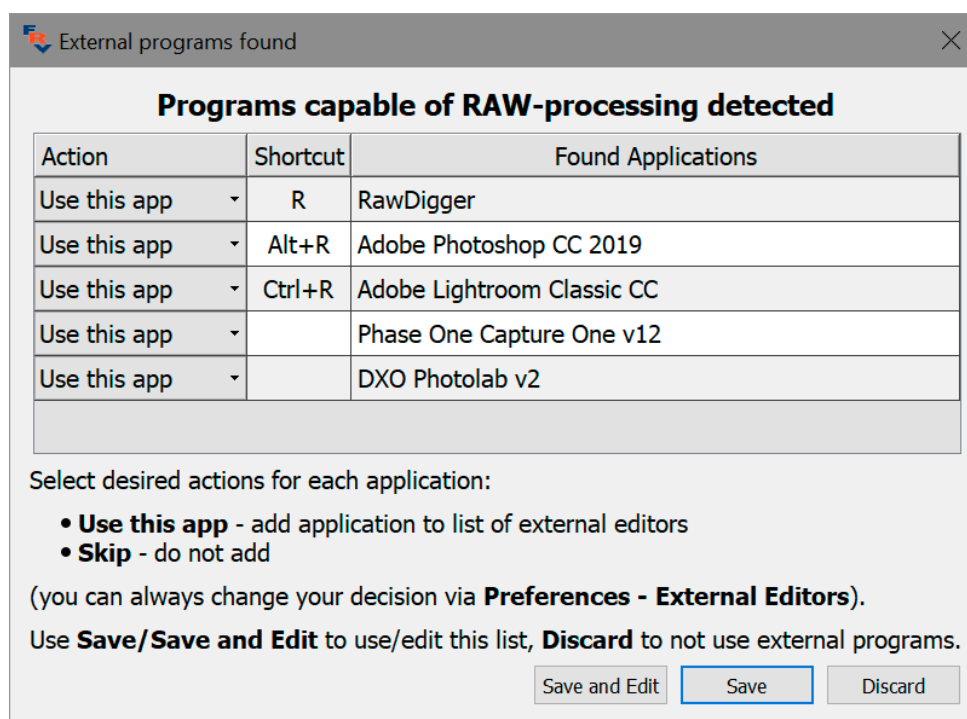 FRV External programs found
Programs capable of RAW-processing detected
Action Shortcut Found Applications
Use this app R RawDigger
Use this app Alt+R Adobe Photoshop CC 2019
Use this app Ctrl+R Adobe Lightroom Classic CC
Use this app Phase One Capture One v12
Use this app DXO Photolab v2
Select desired actions for each application:
• Use this app - add application to list of external editors
• Skip - do not add
(you can always change your decision via Preferences - External Editors).
Use Save/Save and Edit to use/edit this list, Discard to not use external programs.
Save and Edit Save Discard